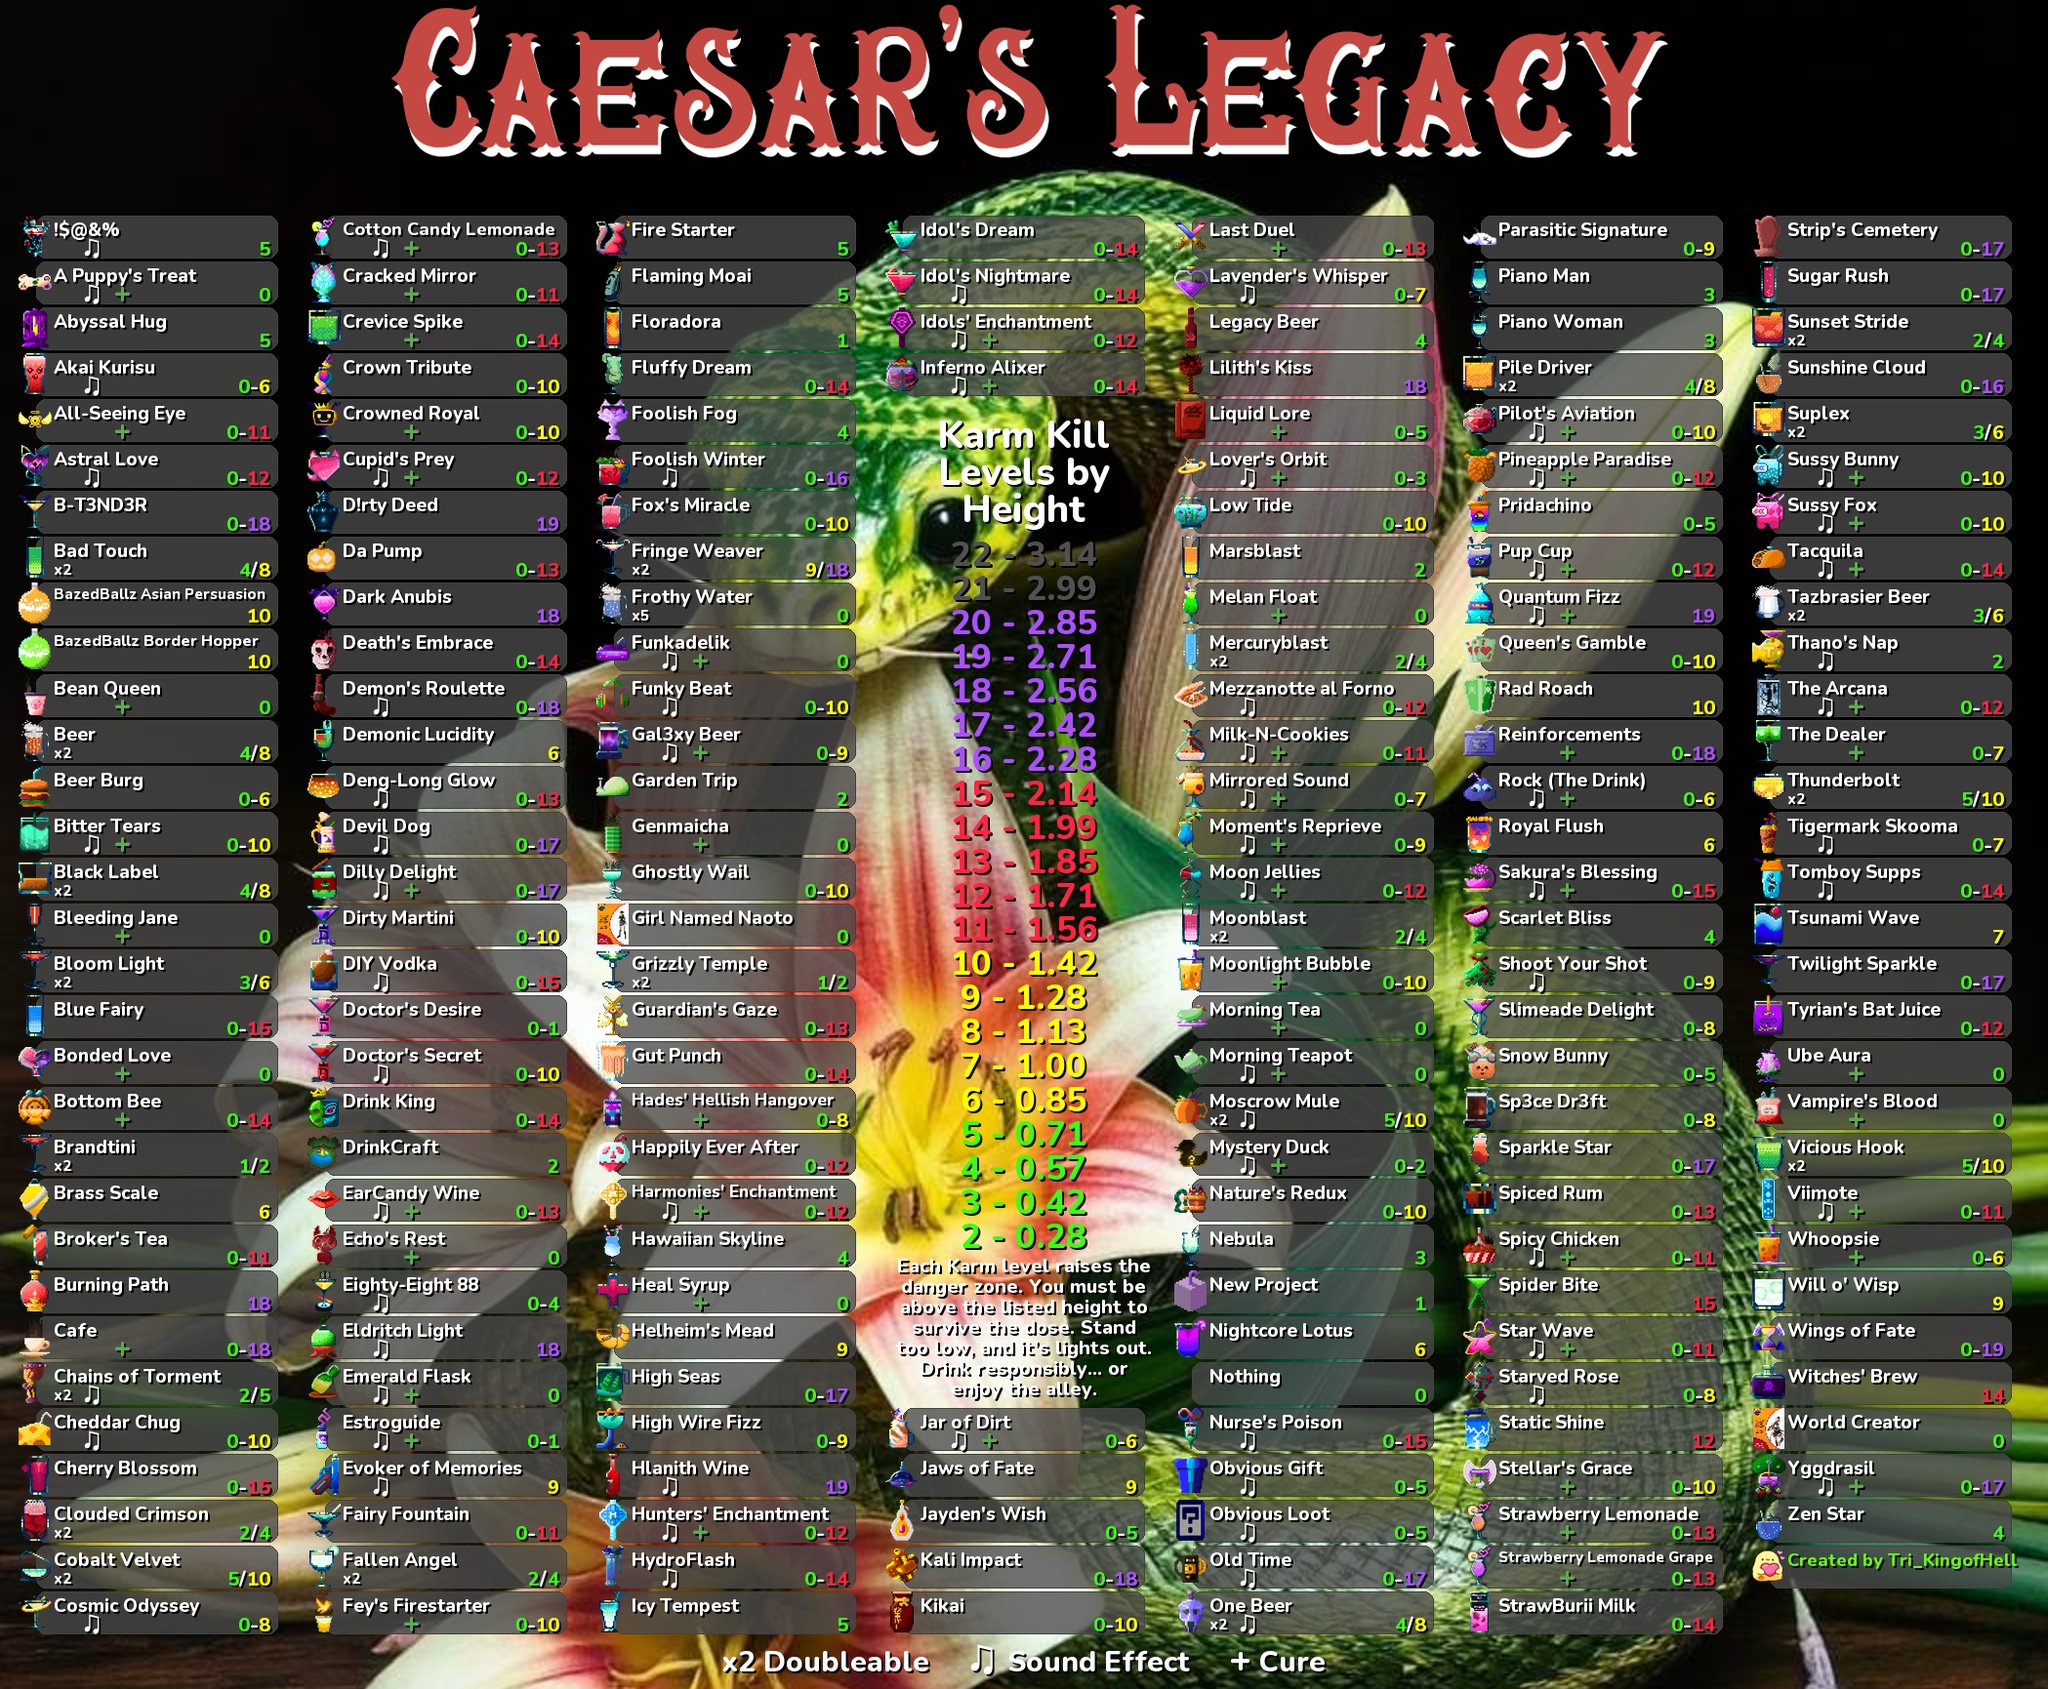 CAESAR'S LEGACY
!$@&%
♫ 5
A Puppy's Treat
♫ + 0
Abyssal Hug
5
Akai Kurisu
♫ 0-6
All-Seeing Eye
+ 0-11
Astral Love
♫ 0-12
B-T3ND3R
0-18
Bad Touch
x2 4/8
BazedBallz Asian Persuasion
10
BazedBallz Border Hopper
10
Bean Queen
+ 0
Beer
x2 4/8
Beer Burg
0-6
Bitter Tears
♫ + 0-10
Black Label
x2 4/8
Bleeding Jane
+ 0
Bloom Light
x2 3/6
Blue Fairy
0-15
Bonded Love
+ 0
Bottom Bee
+ 0-14
Brandtini
x2 1/2
Brass Scale
6
Broker's Tea
0-11
Burning Path
18
Cafe
+ 0-18
Chains of Torment
x2 ♫ 2/5
Cheddar Chug
♫ 0-10
Cherry Blossom
0-15
Clouded Crimson
x2 2/4
Cobalt Velvet
x2 5/10
Cosmic Odyssey
♫ 0-8
Cotton Candy Lemonade
♫ + 0-13
Cracked Mirror
+ 0-11
Crevice Spike
+ 0-14
Crown Tribute
0-10
Crowned Royal
+ 0-10
Cupid's Prey
♫ + 0-12
D!rty Deed
19
Da Pump
0-13
Dark Anubis
18
Death's Embrace
0-14
Demon's Roulette
♫ 0-18
Demonic Lucidity
6
Deng-Long Glow
♫ 0-13
Devil Dog
♫ 0-17
Dilly Delight
♫ + 0-17
Dirty Martini
0-10
DIY Vodka
♫ 0-15
Doctor's Desire
0-1
Doctor's Secret
♫ 0-10
Drink King
0-14
DrinkCraft
2
EarCandy Wine
♫ + 0-13
Echo's Rest
+ 0
Eighty-Eight 88
♫ 0-4
Eldritch Light
♫ 18
Emerald Flask
♫ + 0
Estroguide
♫ + 0-1
Evoker of Memories
9
Fairy Fountain
0-11
Fallen Angel
x2 2/4
Fey's Firestarter
+ 0-10
Fire Starter
5
Flaming Moai
5
Floradora
1
Fluffy Dream
0-14
Foolish Fog
4
Foolish Winter
♫ 0-16
Fox's Miracle
0-10
Fringe Weaver
x2 9/18
Frothy Water
x5 0
Funkadelik
♫ + 0
Funky Beat
♫ 0-10
Gal3xy Beer
♫ + 0-9
Garden Trip
2
Genmaicha
+ 0
Ghostly Wail
0-10
Girl Named Naoto
0
Grizzly Temple
x2 1/2
Guardian's Gaze
0-13
Gut Punch
0-14
Hades' Hellish Hangover
+ 0-8
Happily Ever After
0-12
Harmonies' Enchantment
♫ + 0-12
Hawaiian Skyline
4
Heal Syrup
+ 0
Helheim's Mead
9
High Seas
0-17
High Wire Fizz
0-9
Hlanith Wine
♫ 19
Hunters' Enchantment
♫ + 0-12
HydroFlash
♫ 0-14
Icy Tempest
5
Idol's Dream
0-14
Idol's Nightmare
♫ 0-14
Idols' Enchantment
♫ + 0-12
Inferno Alixer
♫ + 0-14
Karm Kill
Levels by
Height
22 - 3.14
21 - 2.99
20 - 2.85
19 - 2.71
18 - 2.56
17 - 2.42
16 - 2.28
15 - 2.14
14 - 1.99
13 - 1.85
12 - 1.71
11 - 1.56
10 - 1.42
9 - 1.28
8 - 1.13
7 - 1.00
6 - 0.85
5 - 0.71
4 - 0.57
3 - 0.42
2 - 0.28
Each Karm level raises the
danger zone. You must be
above the listed height to
survive the dose. Stand
too low, and it's lights out.
Drink responsibly... or
enjoy the alley.
Jar of Dirt
♫ + 0-6
Jaws of Fate
9
Jayden's Wish
0-5
Kali Impact
0-18
Kikai
0-10
Last Duel
+ 0-13
Lavender's Whisper
♫ 0-7
Legacy Beer
4
Lilith's Kiss
18
Liquid Lore
+ 0-5
Lover's Orbit
♫ + 0-3
Low Tide
0-10
Marsblast
2
Melan Float
+ 0
Mercuryblast
x2 2/4
Mezzanotte al Forno
♫ 0-12
Milk-N-Cookies
♫ + 0-11
Mirrored Sound
♫ + 0-7
Moment's Reprieve
♫ + 0-9
Moon Jellies
♫ + 0-12
Moonblast
x2 2/4
Moonlight Bubble
+ 0-10
Morning Tea
+ 0
Morning Teapot
♫ + 0
Moscrow Mule
x2 ♫ 5/10
Mystery Duck
♫ + 0-2
Nature's Redux
0-10
Nebula
3
New Project
1
Nightcore Lotus
6
Nothing
0
Nurse's Poison
♫ 0-15
Obvious Gift
♫ 0-5
Obvious Loot
♫ 0-5
Old Time
♫ 0-17
One Beer
x2 ♫ 4/8
Parasitic Signature
0-9
Piano Man
3
Piano Woman
3
Pile Driver
x2 4/8
Pilot's Aviation
♫ + 0-10
Pineapple Paradise
♫ + 0-12
Pridachino
0-5
Pup Cup
♫ + 0-12
Quantum Fizz
♫ + 19
Queen's Gamble
0-10
Rad Roach
10
Reinforcements
+ 0-18
Rock (The Drink)
♫ + 0-6
Royal Flush
6
Sakura's Blessing
♫ + 0-15
Scarlet Bliss
4
Shoot Your Shot
♫ 0-9
Slimeade Delight
0-8
Snow Bunny
0-5
Sp3ce Dr3ft
0-8
Sparkle Star
0-17
Spiced Rum
0-13
Spicy Chicken
♫ + 0-11
Spider Bite
15
Star Wave
♫ + 0-11
Starved Rose
♫ 0-8
Static Shine
12
Stellar's Grace
+ 0-10
Strawberry Lemonade
+ 0-13
Strawberry Lemonade Grape
+ 0-13
StrawBurii Milk
0-14
Strip's Cemetery
0-17
Sugar Rush
0-17
Sunset Stride
x2 2/4
Sunshine Cloud
0-16
Suplex
x2 3/6
Sussy Bunny
♫ + 0-10
Sussy Fox
♫ + 0-10
Tacquila
♫ + 0-14
Tazbrasier Beer
x2 3/6
Thano's Nap
♫ 2
The Arcana
♫ + 0-12
The Dealer
+ 0-7
Thunderbolt
x2 5/10
Tigermark Skooma
♫ 0-7
Tomboy Supps
♫ 0-14
Tsunami Wave
7
Twilight Sparkle
0-17
Tyrian's Bat Juice
0-12
Ube Aura
+ 0
Vampire's Blood
+ 0
Vicious Hook
x2 5/10
Viimote
♫ + 0-11
Whoopsie
+ 0-6
Will o' Wisp
9
Wings of Fate
0-19
Witches' Brew
14
World Creator
0
Yggdrasil
♫ + 0-17
Zen Star
4
Created by Tri_KingofHell
x2 Doubleable ♫ Sound Effect + Cure